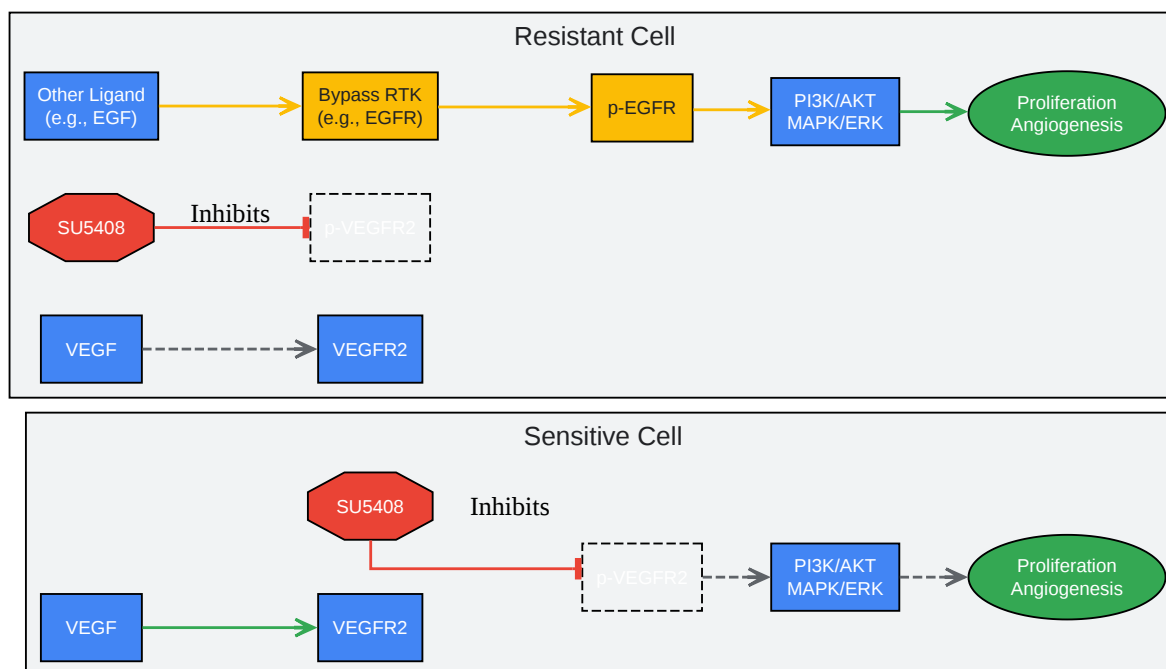 Resistant Cell
Other Ligand
(e.g., EGF)
Bypass RTK
(e.g., EGFR)
p-EGFR
PI3K/AKT
MAPK/ERK
Proliferation
Angiogenesis
SU5408
Inhibits
p-VEGFR2
VEGF
VEGFR2
Sensitive Cell
SU5408
Inhibits
p-VEGFR2
PI3K/AKT
MAPK/ERK
Proliferation
Angiogenesis
VEGF
VEGFR2